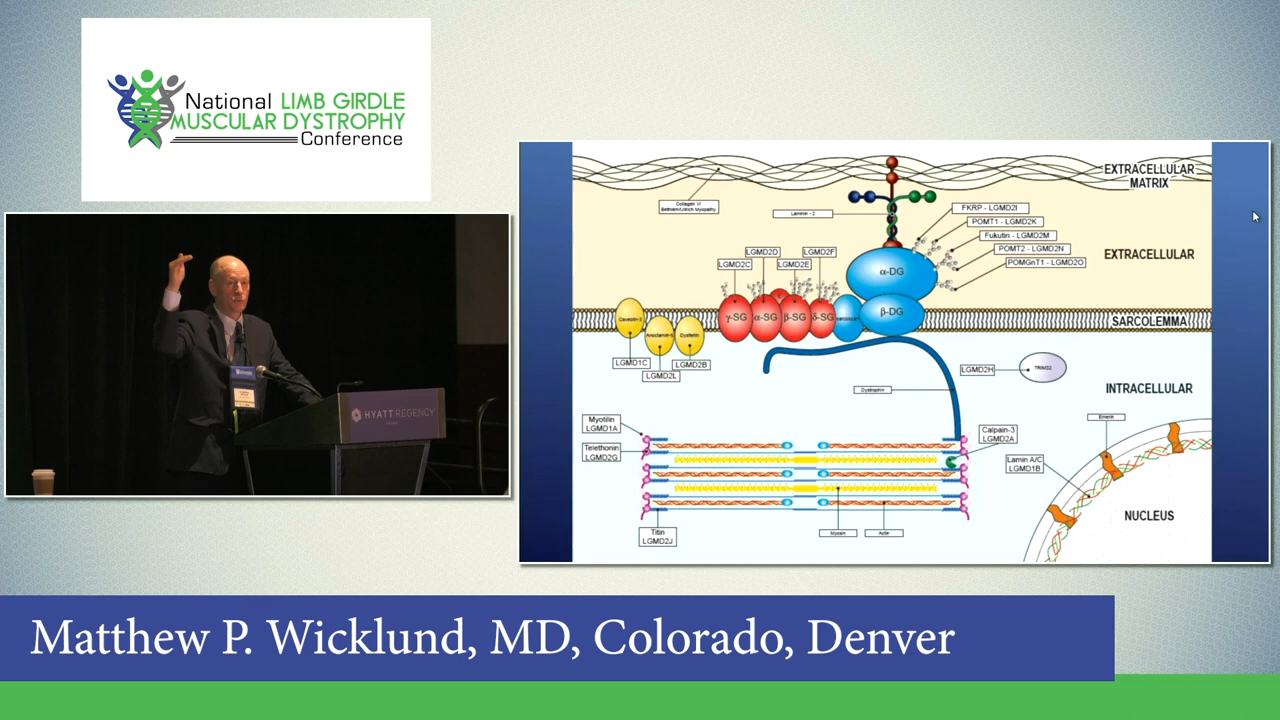 National LIMB GIRDLE
MUSCULAR DYSTROPHY
Conference
HYATT REGENCY
EXTRACELLULAR
MATRIX
Collagen VI
Bethlem/Ullrich Myopathy
Laminin - 2
FKRP - LGMD2I
POMT1 - LGMD2K
Fukutin - LGMD2M
POMT2 - LGMD2N
POMGnT1 - LGMD2O
EXTRACELLULAR
LGMD2C
LGMD2D
LGMD2E
LGMD2F
α-DG
β-DG
γ-SG
α-SG
β-SG
δ-SG
Caveolin-3
Anoctamin-5
Dysferlin
SARCOLEMMA
LGMD1C
LGMD2L
LGMD2B
LGMD2H
TRIM32
INTRACELLULAR
Dystrophin
Myotilin
LGMD1A
Telethonin
LGMD2G
Calpain-3
LGMD2A
Emerin
Lamin A/C
LGMD1B
NUCLEUS
Titin
LGMD2J
Myosin
Actin
Matthew P. Wicklund, MD, Colorado, Denver